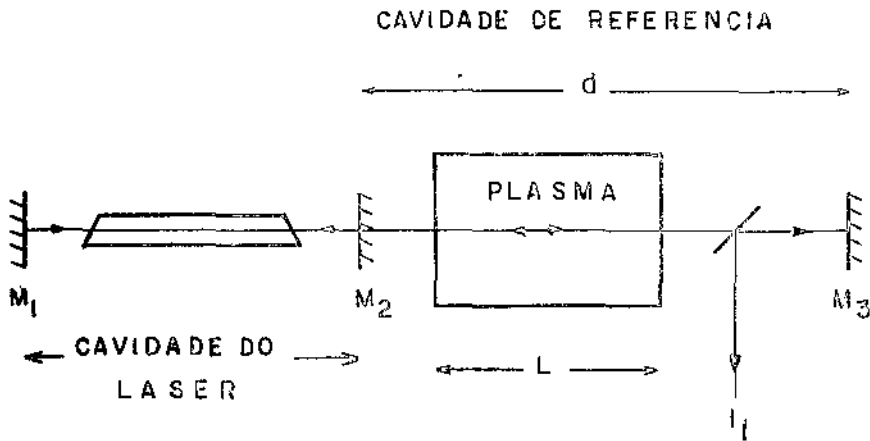 CAVIDADE DE REFERENCIA
d
PLASMA
M1
M2
M3
CAVIDADE DO
LASER
L
I1